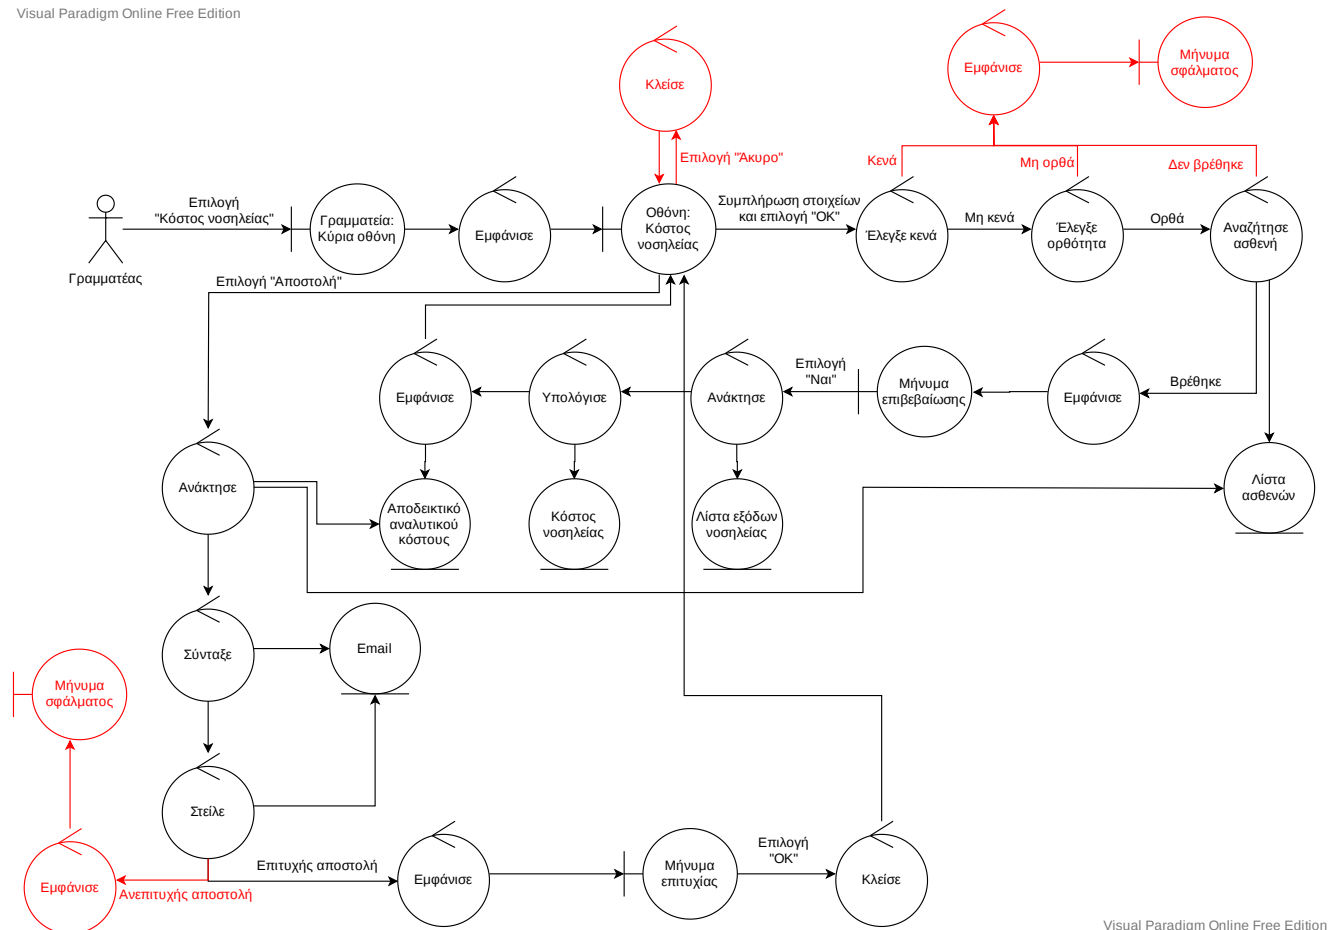 Visual Paradigm Online Free Edition
Κλείσε
Εμφάνισε
Μήνυμα
σφάλματος
Επιλογή "Άκυρο"
Κενά
Μη ορθά
Δεν βρέθηκε
Επιλογή
"Κόστος νοσηλείας"
Γραμματέας
Γραμματεία:
Κύρια οθόνη
Εμφάνισε
Οθόνη:
Κόστος
νοσηλείας
Συμπλήρωση στοιχείων
και επιλογή "ΟΚ"
Έλεγξε κενά
Μη κενά
Έλεγξε
ορθότητα
Ορθά
Αναζήτησε
ασθενή
Επιλογή "Αποστολή"
Εμφάνισε
Υπολόγισε
Ανάκτησε
Επιλογή
"Ναι"
Μήνυμα
επιβεβαίωσης
Εμφάνισε
Βρέθηκε
Ανάκτησε
Αποδεικτικό
αναλυτικού
κόστους
Κόστος
νοσηλείας
Λίστα εξόδων
νοσηλείας
Λίστα
ασθενών
Σύνταξε
Email
Μήνυμα
σφάλματος
Στείλε
Εμφάνισε
Ανεπιτυχής αποστολή
Επιτυχής αποστολή
Εμφάνισε
Μήνυμα
επιτυχίας
Επιλογή
"ΟΚ"
Κλείσε
Visual Paradigm Online Free Edition